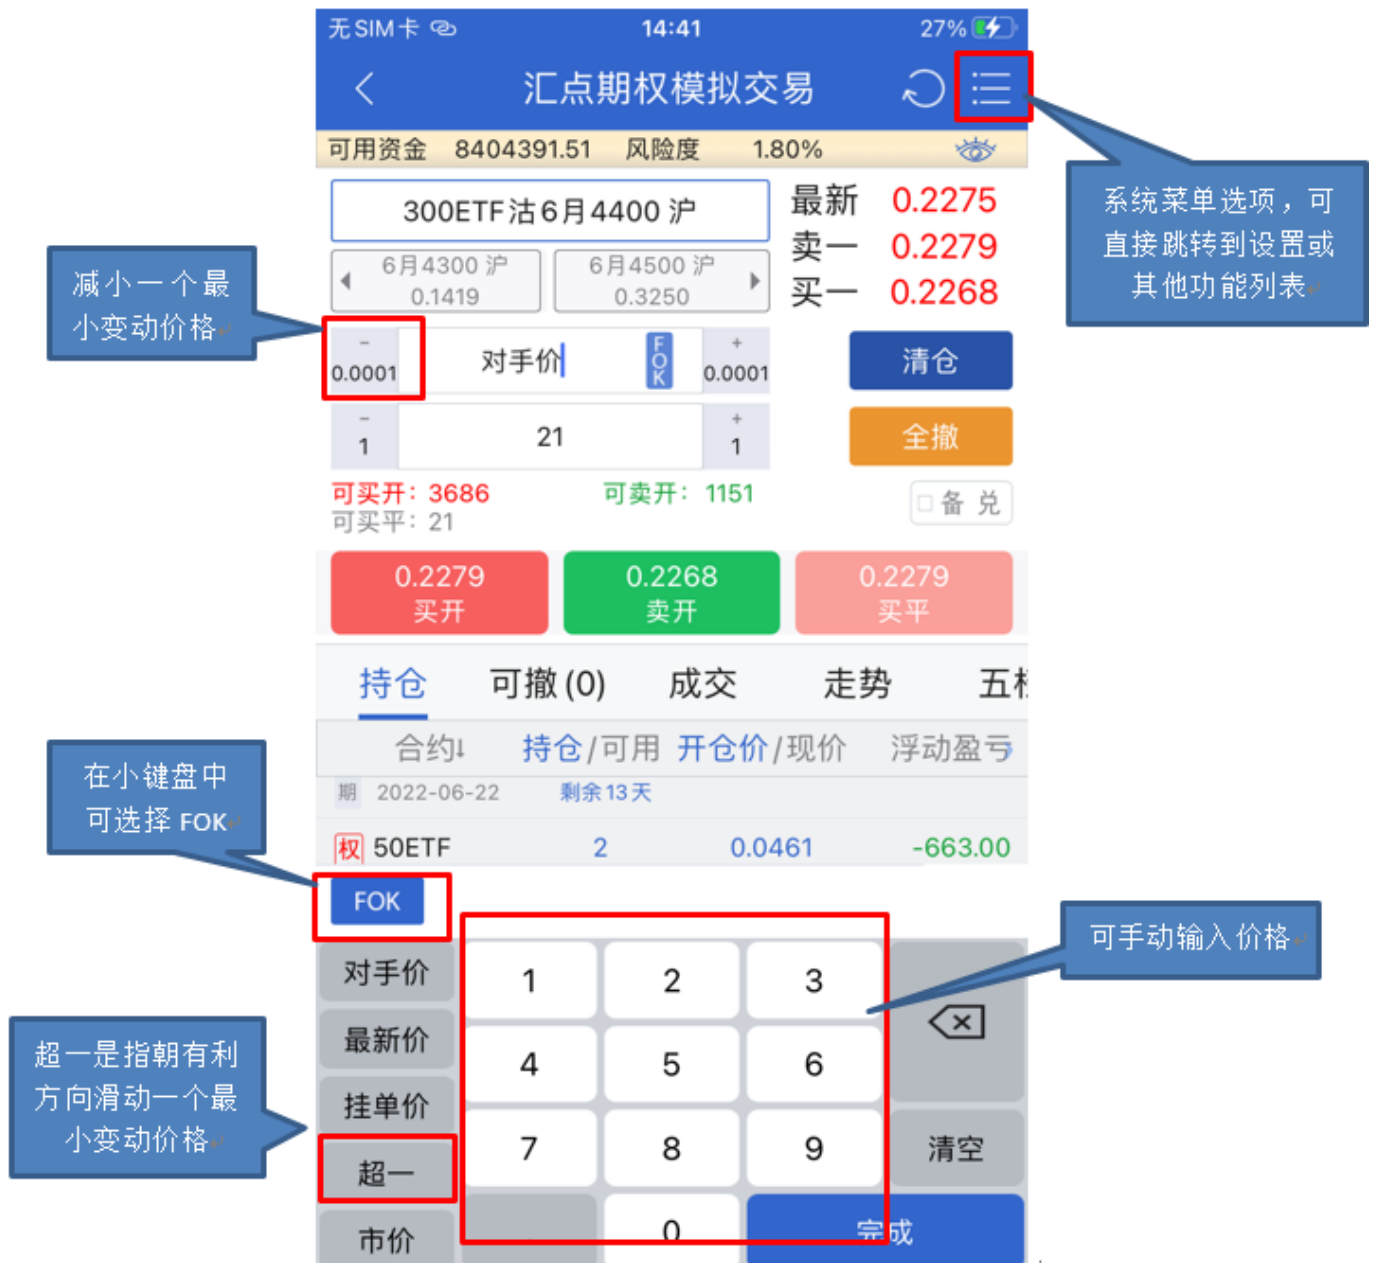 无SIM卡
14:41
27%
汇点期权模拟交易
可用资金 8404391.51 风险度 1.80%
系统菜单选项，可
直接跳转到设置或
其他功能列表
300ETF沽6月4400 沪
最新 0.2275
卖一 0.2279
买一 0.2268
6月4300 沪
0.1419
6月4500 沪
0.3250
减小一个最
小变动价格
-
0.0001
对手价
FOK
+
0.0001
清仓
-
1
21
+
1
全撤
可买开：3686
可卖开：1151
可买平：21
备 兑
0.2279
买开
0.2268
卖开
0.2279
买平
持仓 可撤(0) 成交 走势
合约 持仓/可用 开仓价/现价 浮动盈亏
期 2022-06-22 剩余13天
权 50ETF 2 0.0461 -663.00
在小键盘中
可选择 FOK
FOK
可手动输入价格
对手价 1 2 3
最新价 4 5 6
挂单价
超一是指朝有利
方向滑动一个最
小变动价格
超一 7 8 9 清空
市价 0 完成